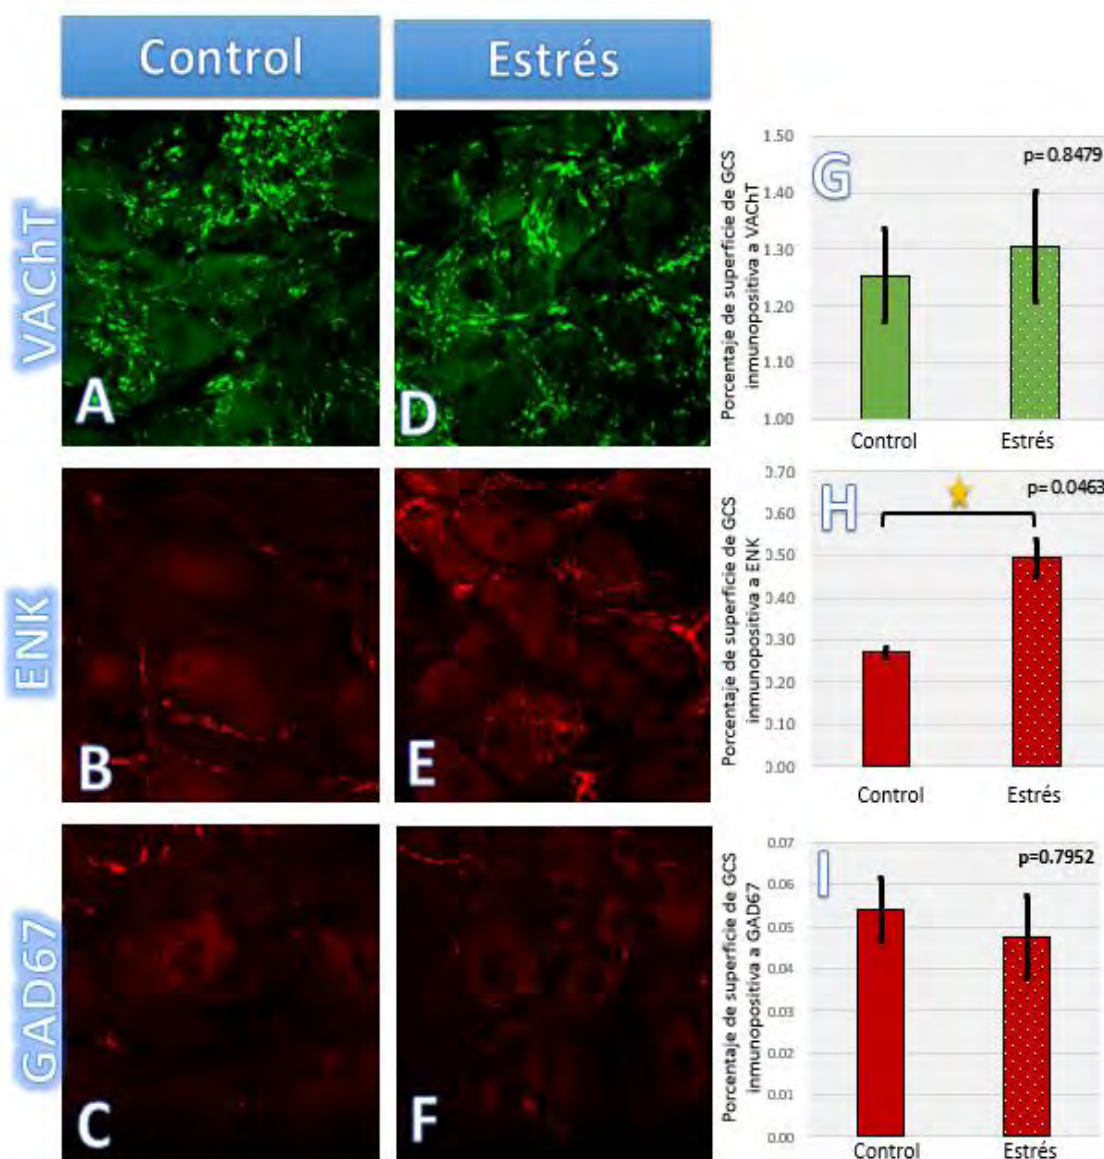 Control
Estrés
VAChT
A
D
Porcentaje de superficie de GCS
inmunopositiva a VAChT
1.50
1.40
1.30
1.20
1.10
1.00
G
p= 0.8479
Control
Estrés
ENK
B
E
Porcentaje de superficie de GCS
inmunopositiva a ENK
0.70
0.60
0.50
0.40
0.30
0.20
0.10
0.00
H
p= 0.0463
Control
Estrés
GAD67
C
F
Porcentaje de superficie de GCS
inmunopositiva a GAD67
0.07
0.06
0.05
0.04
0.03
0.02
0.01
0.00
I
p=0.7952
Control
Estrés